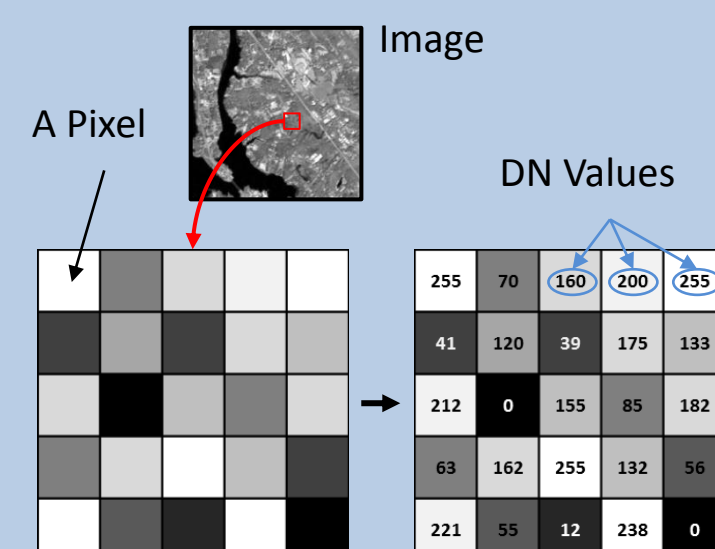 Image
A Pixel
DN Values
255 70 160 200 255
41 120 39 175 133
212 0 155 85 182
63 162 255 132 56
221 55 12 238 0